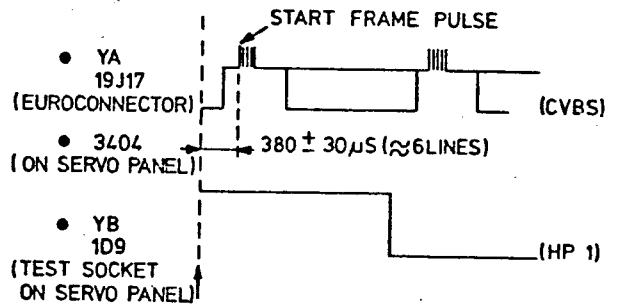 START FRAME PULSE
• YA
19J17
(EUROCONNECTOR)
(CVBS)
• 3404
(ON SERVO PANEL)
380 ± 30µS (≈6LINES)
• YB
1D9
(TEST SOCKET
ON SERVO PANEL)
(HP 1)